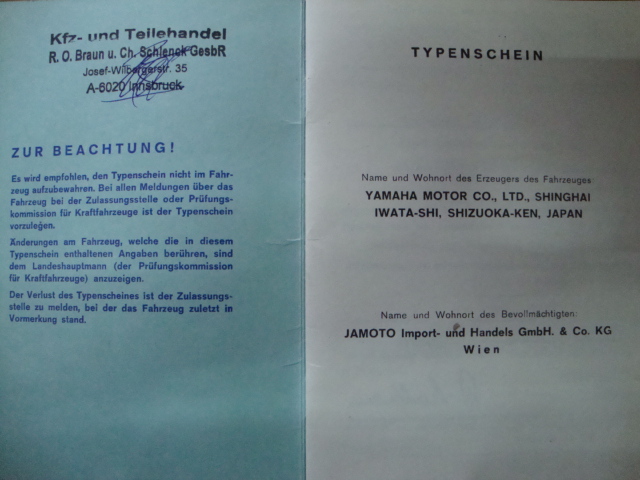 Kfz- und Teilehandel
R. O. Braun u. Ch. Schlenck GesbR
Josef-Wilbergerstr. 35
A-6020 Innsbruck
ZUR BEACHTUNG!
Es wird empfohlen, den Typenschein nicht im Fahr-
zeug aufzubewahren. Bei allen Meldungen über das
Fahrzeug bei der Zulassungsstelle oder Prüfungs-
kommission für Kraftfahrzeuge ist der Typenschein
vorzulegen.
Änderungen am Fahrzeug, welche die in diesem
Typenschein enthaltenen Angaben berühren, sind
dem Landeshauptmann (der Prüfungskommission
für Kraftfahrzeuge) anzuzeigen.
Der Verlust des Typenscheines ist der Zulassungs-
stelle zu melden, bei der das Fahrzeug zuletzt in
Vormerkung stand.
TYPENSCHEIN
Name und Wohnort des Erzeugers des Fahrzeuges:
YAMAHA MOTOR CO., LTD., SHINGHAI
IWATA-SHI, SHIZUOKA-KEN, JAPAN
Name und Wohnort des Bevollmächtigten:
JAMOTO Import- und Handels GmbH. & Co. KG
Wien